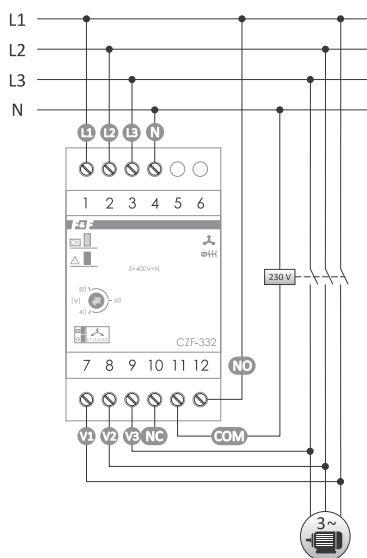 L1
L2
L3
N
L1 L2 L3 N
1 2 3 4 5 6
F&F
3×400V+N
80
[V] 60
40
CZF-332
7 8 9 10 11 12
NO
V1 V2 V3 NC COM
230 V
3~